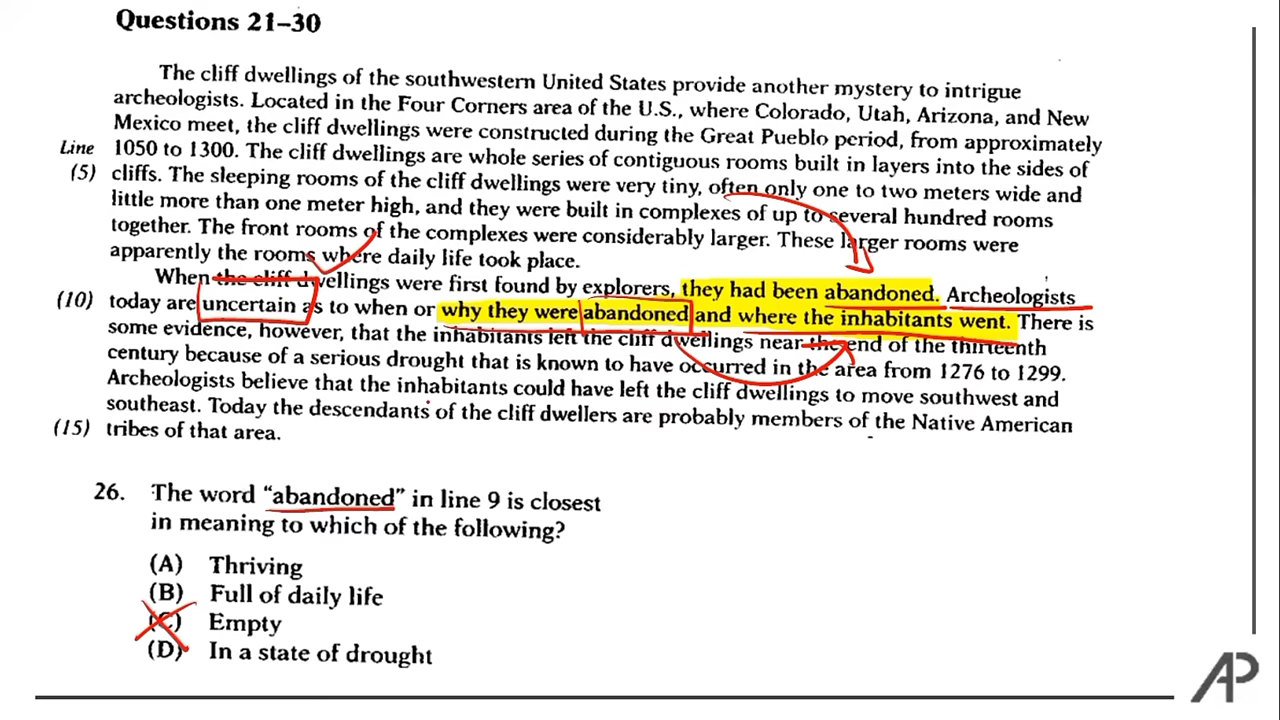 Questions 21–30
The cliff dwellings of the southwestern United States provide another mystery to intrigue
archeologists. Located in the Four Corners area of the U.S., where Colorado, Utah, Arizona, and New
Mexico meet, the cliff dwellings were constructed during the Great Pueblo period, from approximately
Line 1050 to 1300. The cliff dwellings are whole series of contiguous rooms built in layers into the sides of
(5) cliffs. The sleeping rooms of the cliff dwellings were very tiny, often only one to two meters wide and
little more than one meter high, and they were built in complexes of up to several hundred rooms
together. The front rooms of the complexes were considerably larger. These larger rooms were
apparently the rooms where daily life took place.
When the cliff dwellings were first found by explorers, they had been abandoned. Archeologists
(10) today are uncertain as to when or why they were abandoned and where the inhabitants went. There is
some evidence, however, that the inhabitants left the cliff dwellings near the end of the thirteenth
century because of a serious drought that is known to have occurred in the area from 1276 to 1299.
Archeologists believe that the inhabitants could have left the cliff dwellings to move southwest and
southeast. Today the descendants of the cliff dwellers are probably members of the Native American
(15) tribes of that area.
26. The word “abandoned” in line 9 is closest
in meaning to which of the following?
(A) Thriving
(B) Full of daily life
(C) Empty
(D) In a state of drought
AP